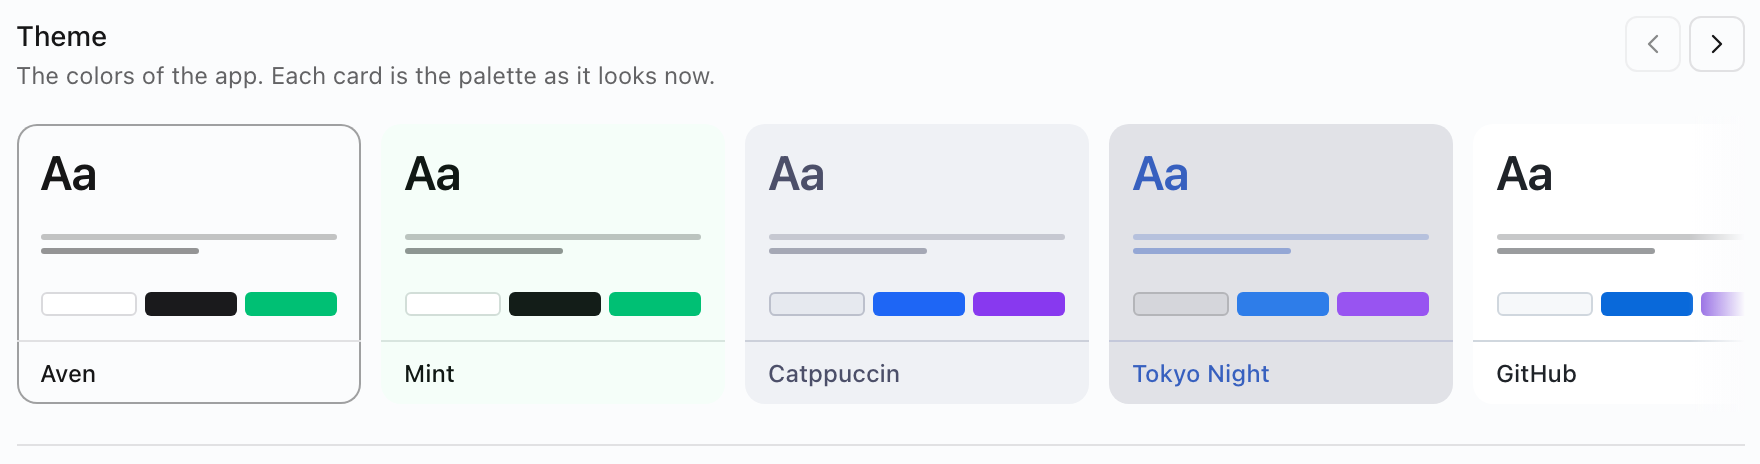 Theme
The colors of the app. Each card is the palette as it looks now.
Aa
Aa
Aa
Aa
Aa
Aven
Mint
Catppuccin
Tokyo Night
GitHub